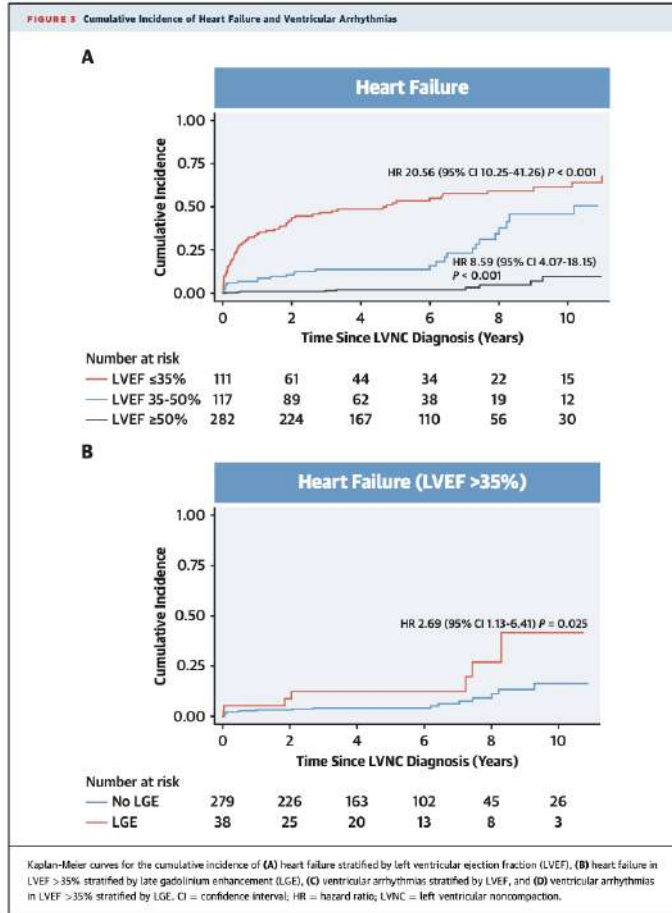 FIGURE 3 Cumulative Incidence of Heart Failure and Ventricular Arrhythmias
A
Heart Failure
1.00
0.75
0.50
0.25
0.00
Cumulative Incidence
HR 20.56 (95% CI 10.25-41.26) P < 0.001
HR 8.59 (95% CI 4.07-18.15)
P < 0.001
0 2 4 6 8 10
Time Since LVNC Diagnosis (Years)
Number at risk
LVEF ≤35% 111 61 44 34 22 15
LVEF 35-50% 117 89 62 38 19 12
LVEF ≥50% 282 224 167 110 56 30
B
Heart Failure (LVEF >35%)
1.00
0.75
0.50
0.25
0.00
Cumulative Incidence
HR 2.69 (95% CI 1.13-6.41) P = 0.025
0 2 4 6 8 10
Time Since LVNC Diagnosis (Years)
Number at risk
No LGE 279 226 163 102 45 26
LGE 38 25 20 13 8 3
Kaplan-Meier curves for the cumulative incidence of (A) heart failure stratified by left ventricular ejection fraction (LVEF), (B) heart failure in
LVEF >35% stratified by late gadolinium enhancement (LGE), (C) ventricular arrhythmias stratified by LVEF, and (D) ventricular arrhythmias
in LVEF >35% stratified by LGE. CI = confidence interval; HR = hazard ratio; LVNC = left ventricular noncompaction.